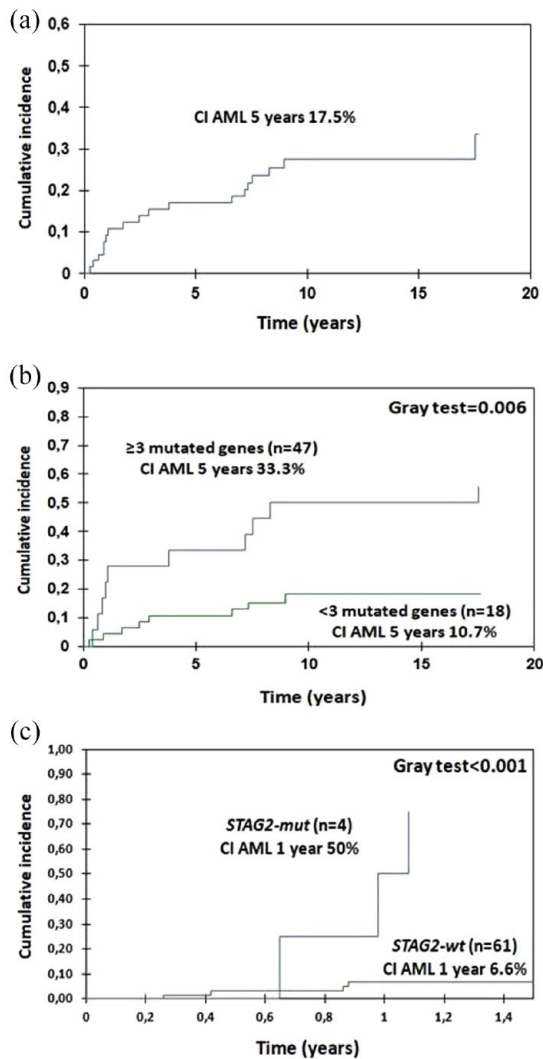 (a)
0,6
0,5
0,4
0,3
0,2
0,1
0
Cumulative incidence
CI AML 5 years 17.5%
0 5 10 15 20
Time (years)
(b)
0,9
0,8
0,7
0,6
0,5
0,4
0,3
0,2
0,1
0
Cumulative incidence
Gray test=0.006
≥3 mutated genes (n=47)
CI AML 5 years 33.3%
<3 mutated genes (n=18)
CI AML 5 years 10.7%
0 5 10 15 20
Time (years)
(c)
1,00
0,90
0,80
0,70
0,60
0,50
0,40
0,30
0,20
0,10
0,00
Cumulative incidence
Gray test<0.001
STAG2-mut (n=4)
CI AML 1 year 50%
STAG2-wt (n=61)
CI AML 1 year 6.6%
0 0,2 0,4 0,6 0,8 1 1,2 1,4
Time (years)